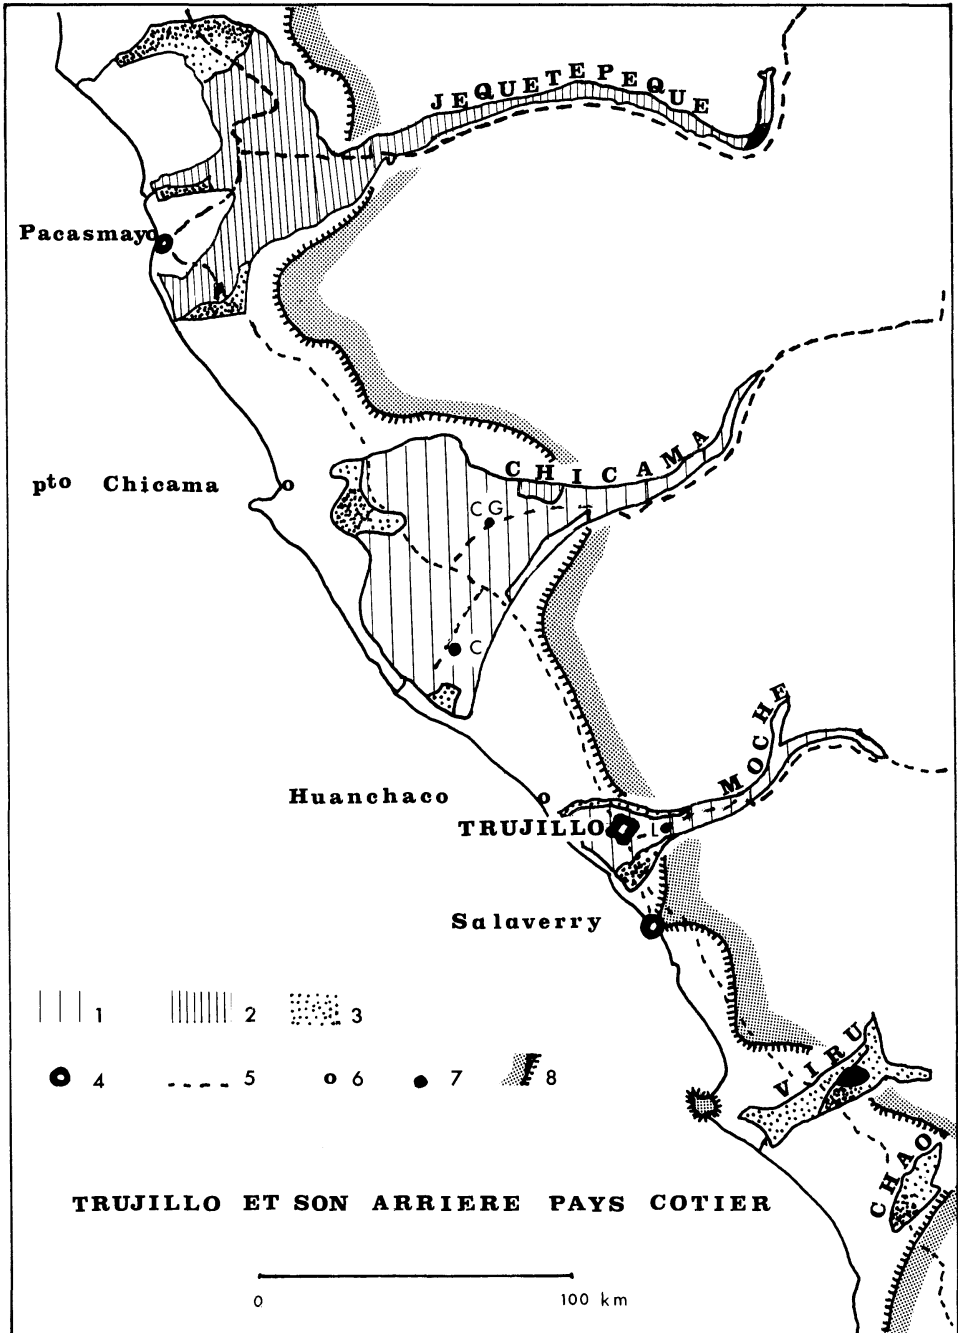 JEQUETEPEQUE
Pacasmayo
CHICAMA
pto Chicama
CG
C
MOCHE
Huanchaco
TRUJILLO
L
Salaverry
1 2 3
VIRU
4 5 6 7 8
CHAO
TRUJILLO ET SON ARRIERE PAYS COTIER
0 100 km